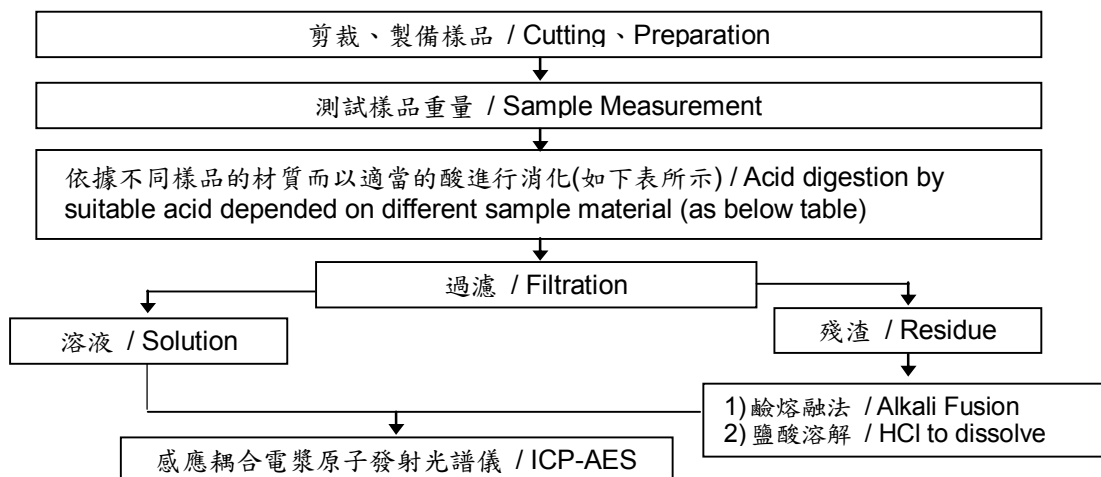 剪裁、製備樣品 / Cutting、Preparation
測試樣品重量 / Sample Measurement
依據不同樣品的材質而以適當的酸進行消化(如下表所示) / Acid digestion by
suitable acid depended on different sample material (as below table)
過濾 / Filtration
溶液 / Solution
殘渣 / Residue
1) 鹼熔融法 / Alkali Fusion
2) 鹽酸溶解 / HCl to dissolve
感應耦合電漿原子發射光譜儀 / ICP-AES